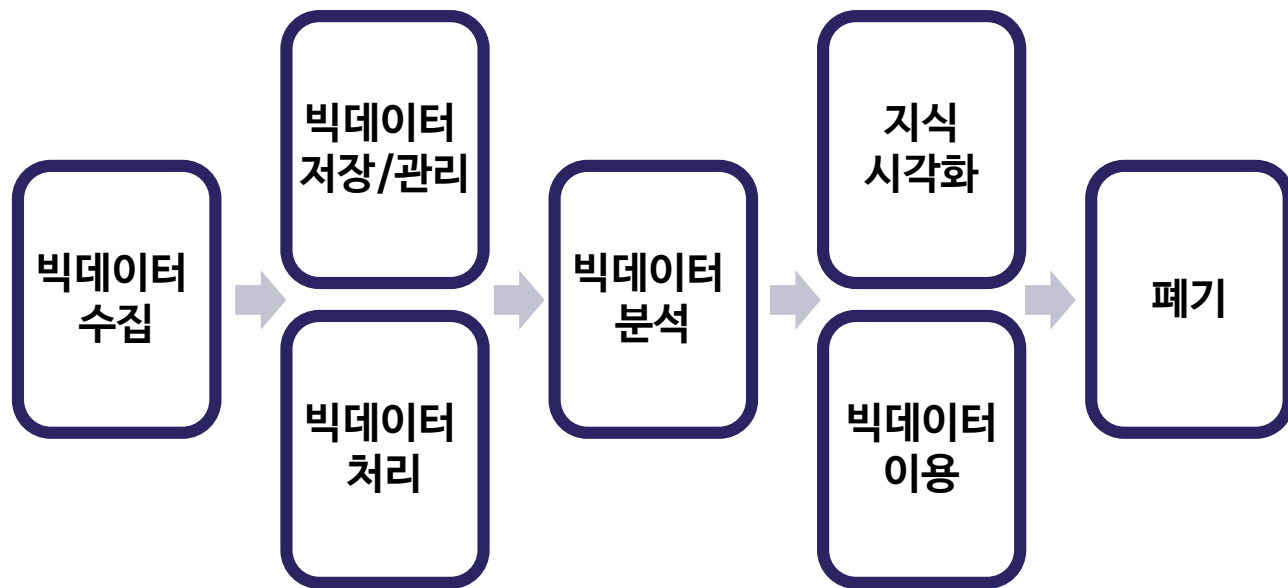 빅데이터
수집
빅데이터
저장/관리
빅데이터
처리
빅데이터
분석
지식
시각화
빅데이터
이용
폐기